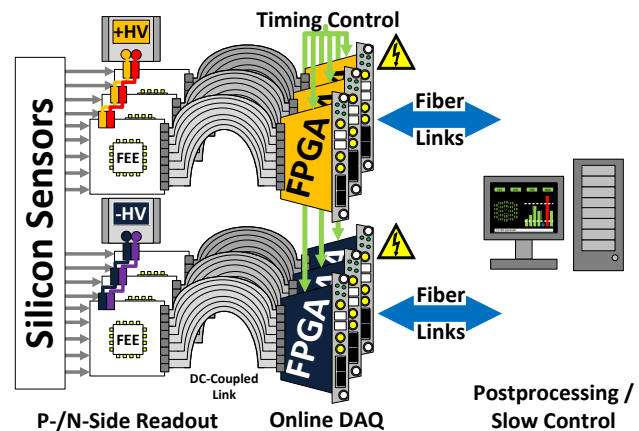 Timing Control
+HV
Silicon Sensors
FEE
FPGA
Fiber
Links
-HV
FEE
FPGA
Fiber
Links
DC-Coupled
Link
P-/N-Side Readout
Online DAQ
Postprocessing /
Slow Control